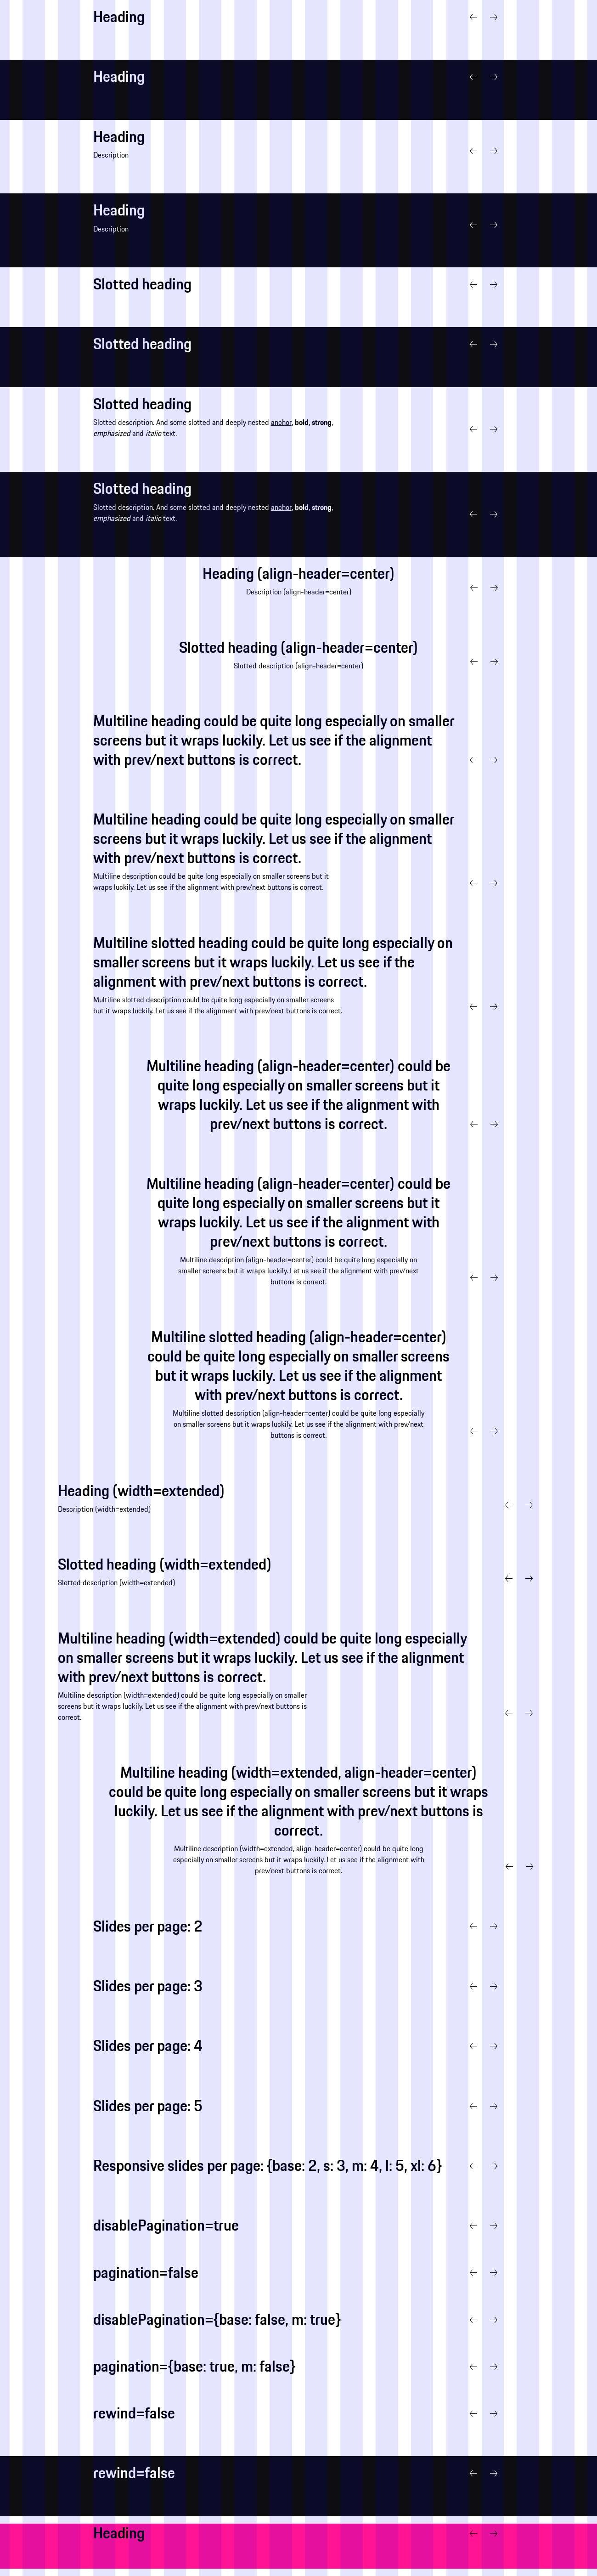 Heading
Heading
Heading
Description
Heading
Description
Slotted heading
Slotted heading
Slotted heading
Slotted description. And some slotted and deeply nested anchor, bold, strong,
emphasized and italic text.
Slotted heading
Slotted description. And some slotted and deeply nested anchor, bold, strong,
emphasized and italic text.
Heading (align-header=center)
Description (align-header=center)
Slotted heading (align-header=center)
Slotted description (align-header=center)
Multiline heading could be quite long especially on smaller
screens but it wraps luckily. Let us see if the alignment
with prev/next buttons is correct.
Multiline heading could be quite long especially on smaller
screens but it wraps luckily. Let us see if the alignment
with prev/next buttons is correct.
Multiline description could be quite long especially on smaller screens but it
wraps luckily. Let us see if the alignment with prev/next buttons is correct.
Multiline slotted heading could be quite long especially on
smaller screens but it wraps luckily. Let us see if the
alignment with prev/next buttons is correct.
Multiline slotted description could be quite long especially on smaller screens
but it wraps luckily. Let us see if the alignment with prev/next buttons is correct.
Multiline heading (align-header=center) could be
quite long especially on smaller screens but it
wraps luckily. Let us see if the alignment with
prev/next buttons is correct.
Multiline heading (align-header=center) could be
quite long especially on smaller screens but it
wraps luckily. Let us see if the alignment with
prev/next buttons is correct.
Multiline description (align-header=center) could be quite long especially on
smaller screens but it wraps luckily. Let us see if the alignment with prev/next
buttons is correct.
Multiline slotted heading (align-header=center)
could be quite long especially on smaller screens
but it wraps luckily. Let us see if the alignment
with prev/next buttons is correct.
Multiline slotted description (align-header=center) could be quite long especially
on smaller screens but it wraps luckily. Let us see if the alignment with prev/next
buttons is correct.
Heading (width=extended)
Description (width=extended)
Slotted heading (width=extended)
Slotted description (width=extended)
Multiline heading (width=extended) could be quite long especially
on smaller screens but it wraps luckily. Let us see if the alignment
with prev/next buttons is correct.
Multiline description (width=extended) could be quite long especially on smaller
screens but it wraps luckily. Let us see if the alignment with prev/next buttons is
correct.
Multiline heading (width=extended, align-header=center)
could be quite long especially on smaller screens but it wraps
luckily. Let us see if the alignment with prev/next buttons is
correct.
Multiline description (width=extended, align-header=center) could be quite long
especially on smaller screens but it wraps luckily. Let us see if the alignment with
prev/next buttons is correct.
Slides per page: 2
Slides per page: 3
Slides per page: 4
Slides per page: 5
Responsive slides per page: {base: 2, s: 3, m: 4, l: 5, xl: 6}
disablePagination=true
pagination=false
disablePagination={base: false, m: true}
pagination={base: true, m: false}
rewind=false
rewind=false
Heading